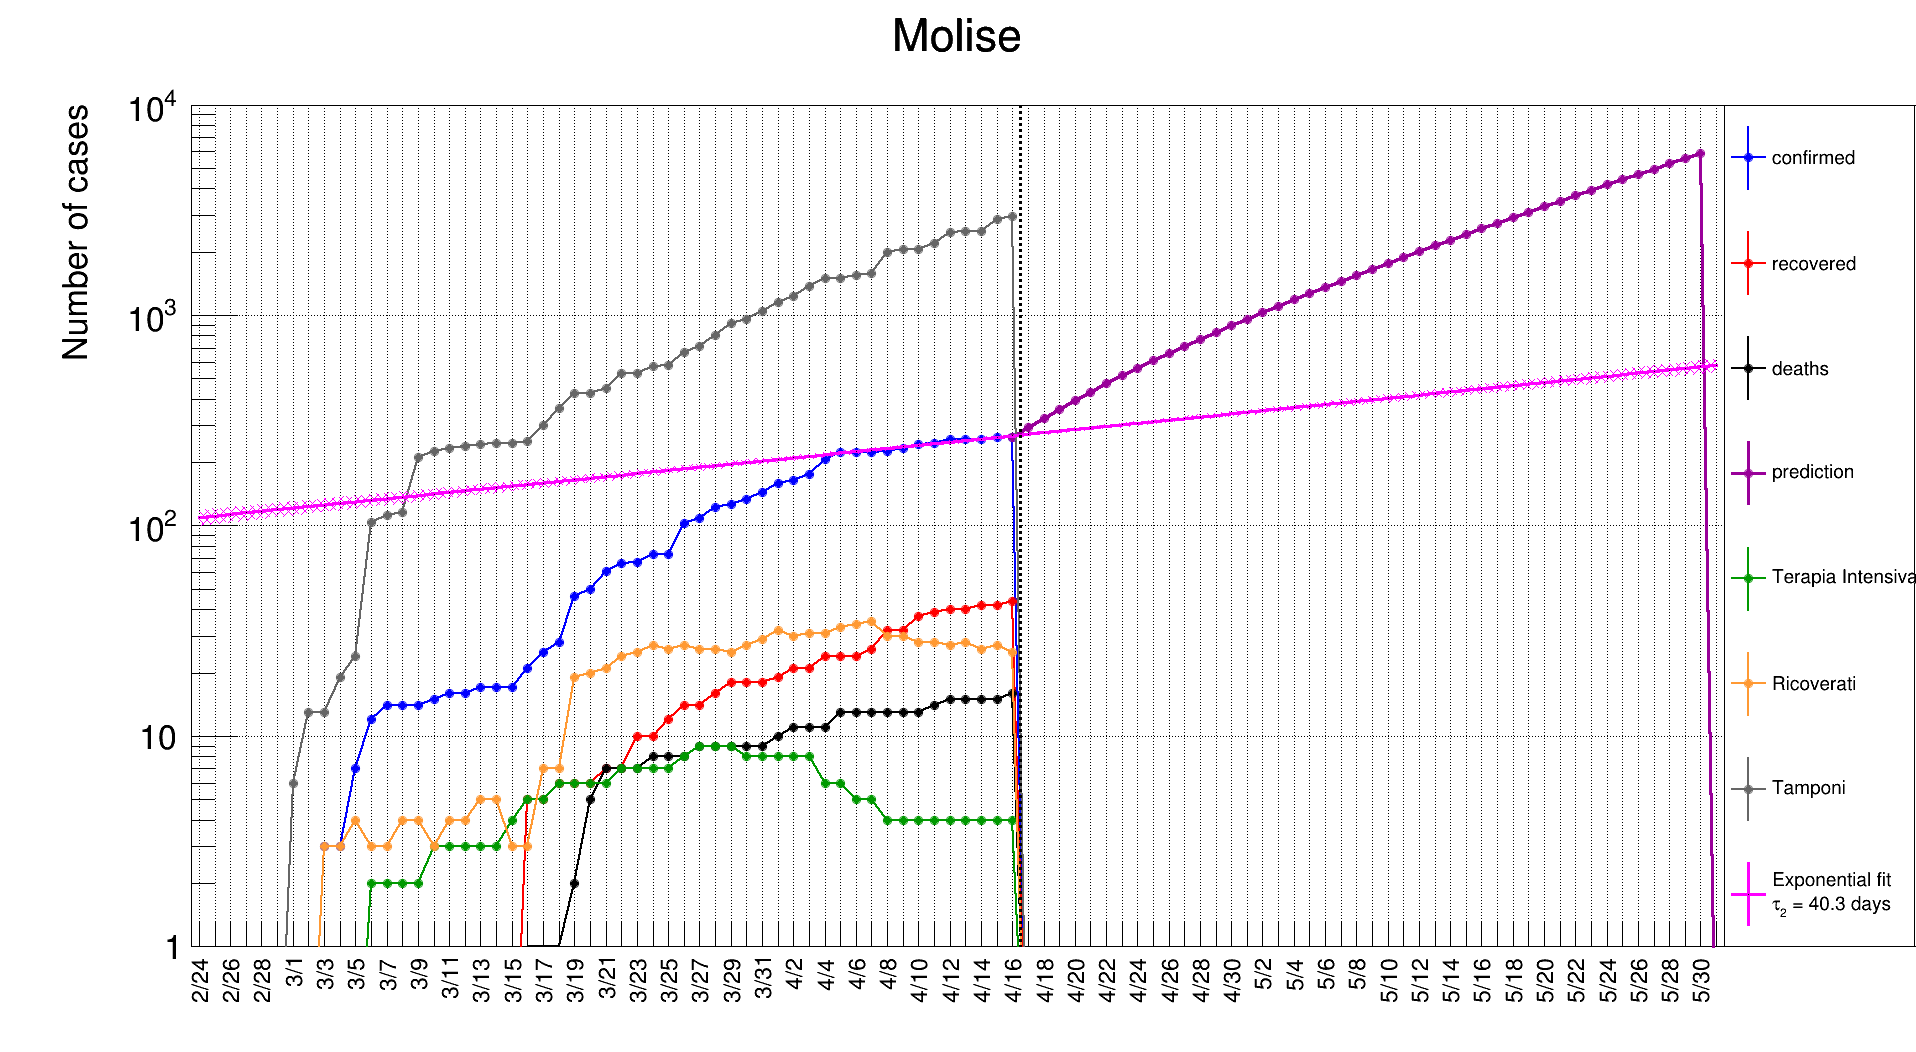 Molise
Number of cases
10^4
10^3
10^2
10
1
2/24 2/26 2/28 3/1 3/3 3/5 3/7 3/9 3/11 3/13 3/15 3/17 3/19 3/21 3/23 3/25 3/27 3/29 3/31 4/2 4/4 4/6 4/8 4/10 4/12 4/14 4/16 4/18 4/20 4/22 4/24 4/26 4/28 4/30 5/2 5/4 5/6 5/8 5/10 5/12 5/14 5/16 5/18 5/20 5/22 5/24 5/26 5/28 5/30
confirmed
recovered
deaths
prediction
Terapia Intensiva
Ricoverati
Tamponi
Exponential fit
τ₂ = 40.3 days